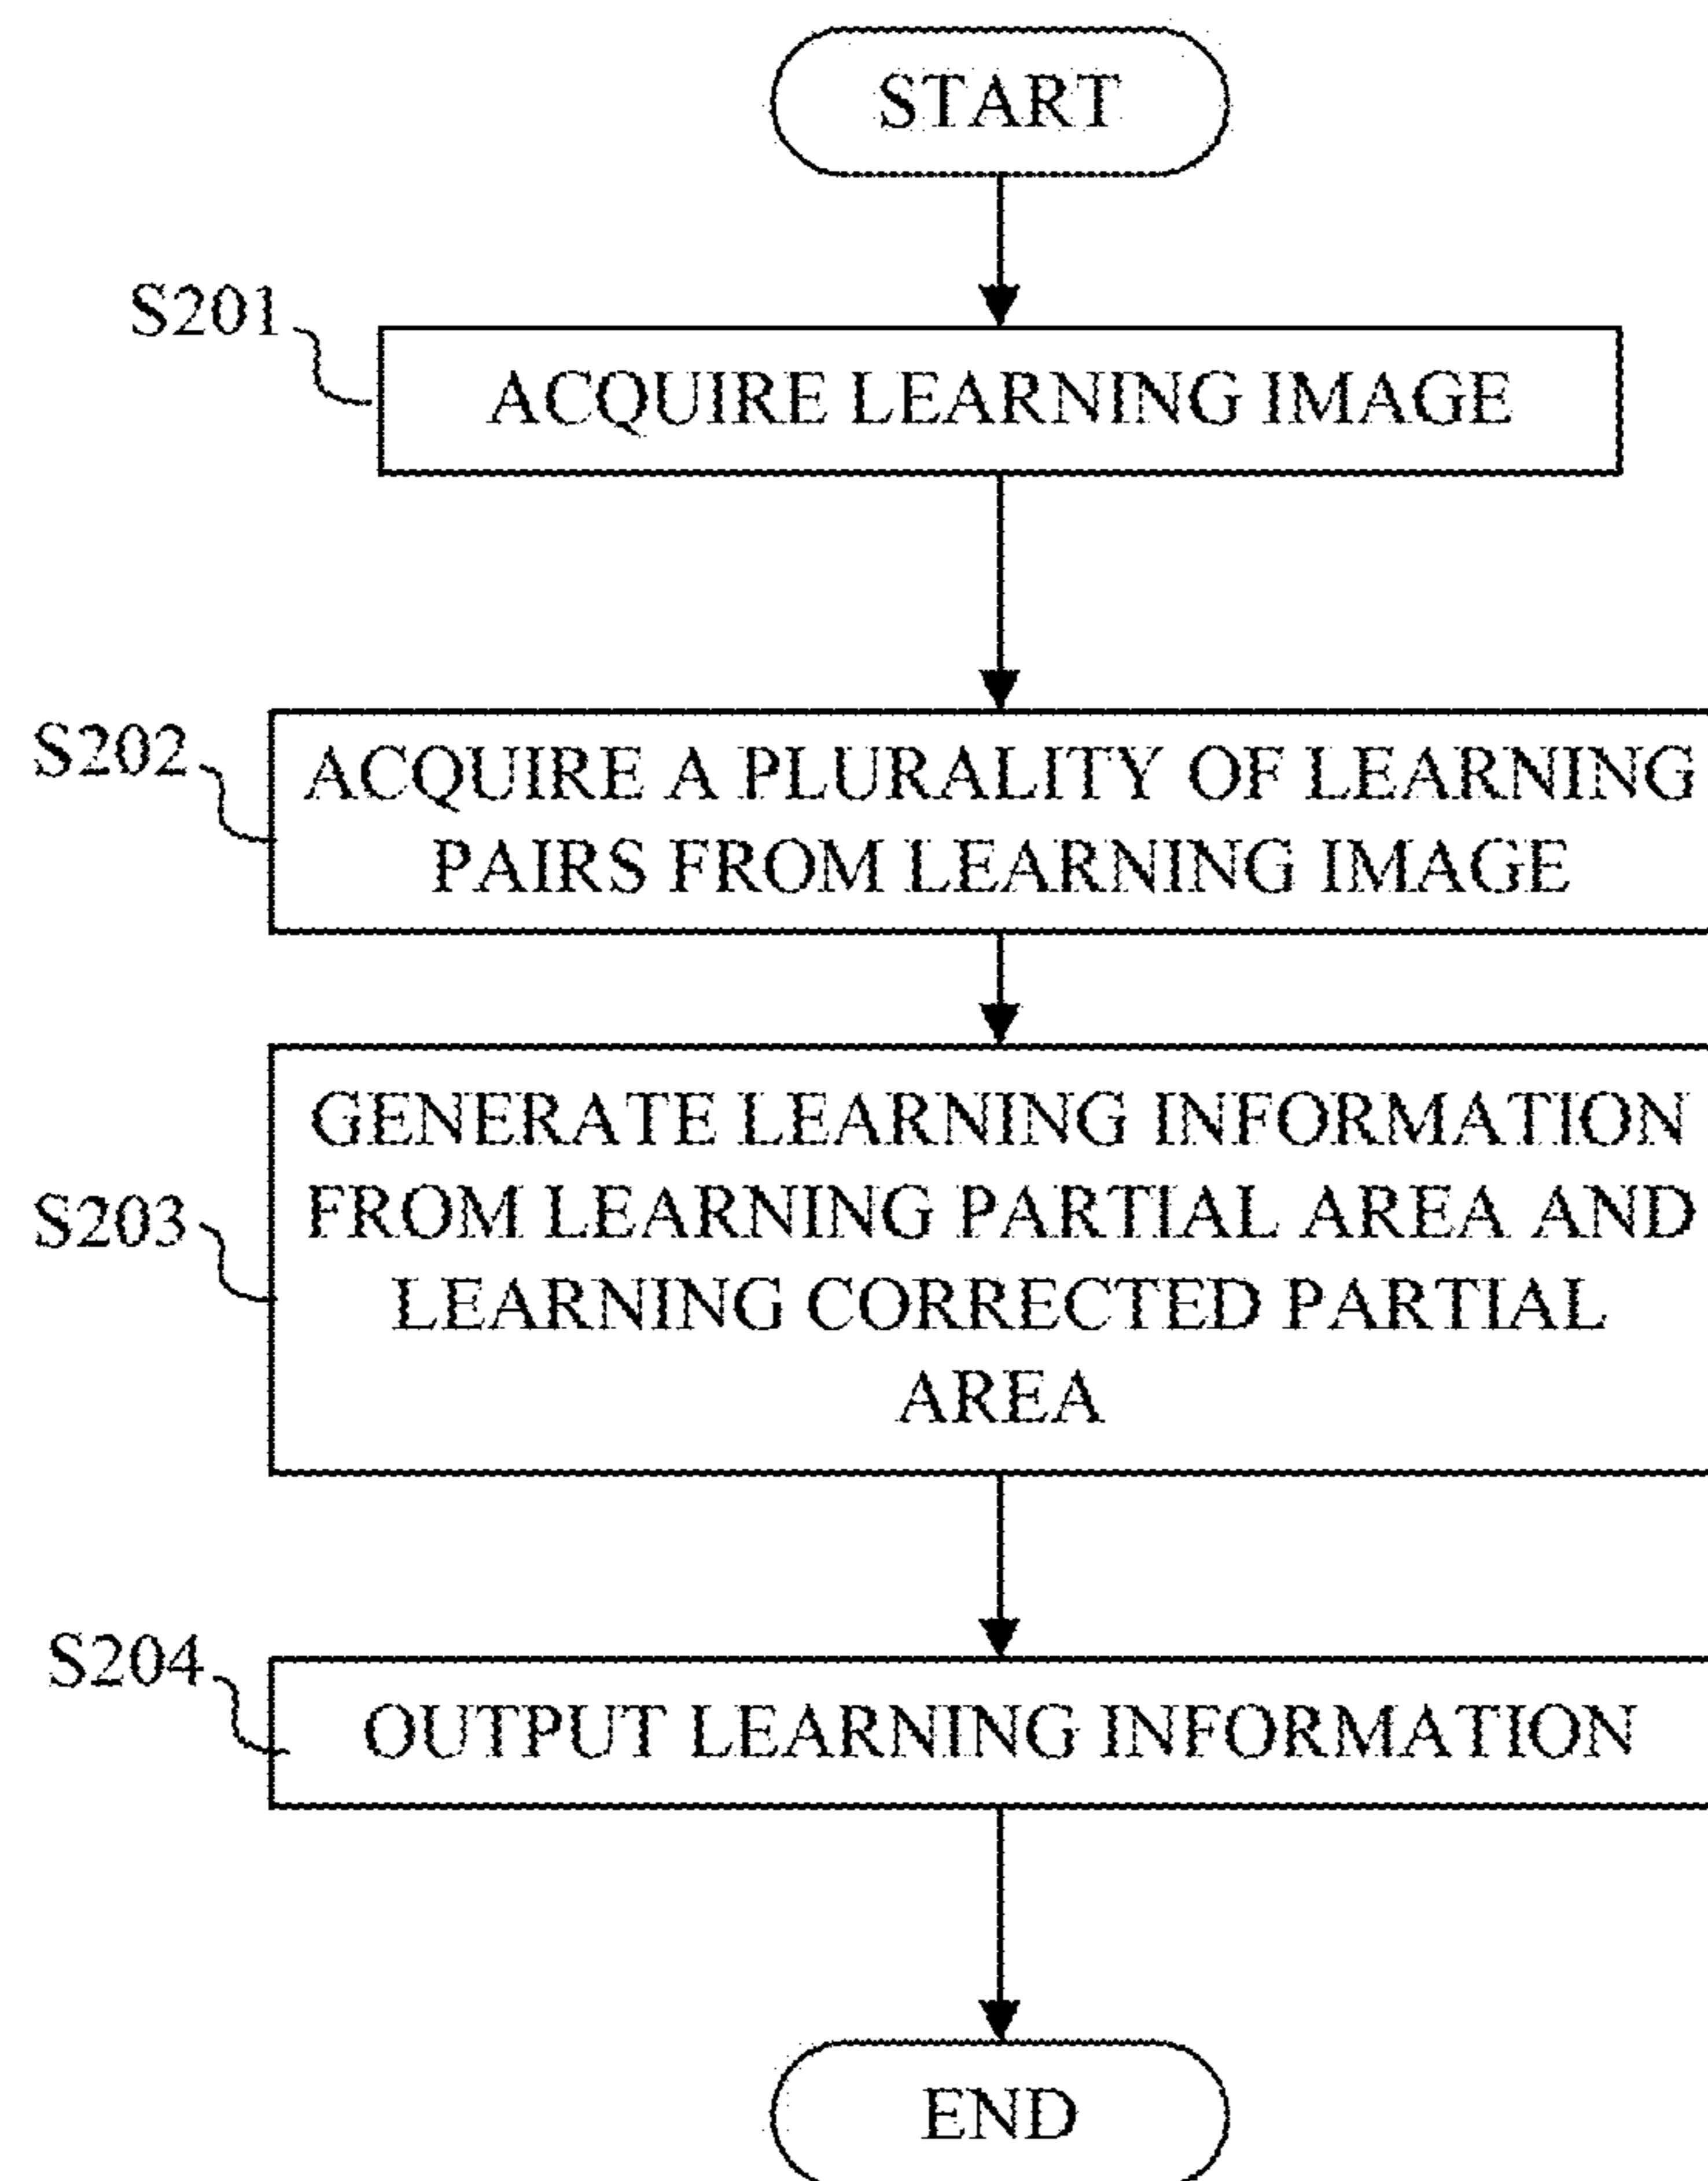 START
S201
ACQUIRE LEARNING IMAGE
S202
ACQUIRE A PLURALITY OF LEARNING
PAIRS FROM LEARNING IMAGE
S203
GENERATE LEARNING INFORMATION
FROM LEARNING PARTIAL AREA AND
LEARNING CORRECTED PARTIAL
AREA
S204
OUTPUT LEARNING INFORMATION
END